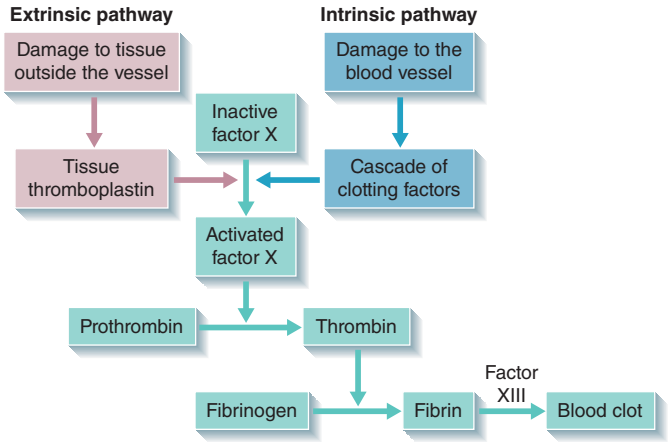 Extrinsic pathway
Intrinsic pathway
Damage to tissue
outside the vessel
Damage to the
blood vessel
Inactive
factor X
Tissue
thromboplastin
Cascade of
clotting factors
Activated
factor X
Prothrombin
Thrombin
Factor
XIII
Fibrinogen
Fibrin
Blood clot